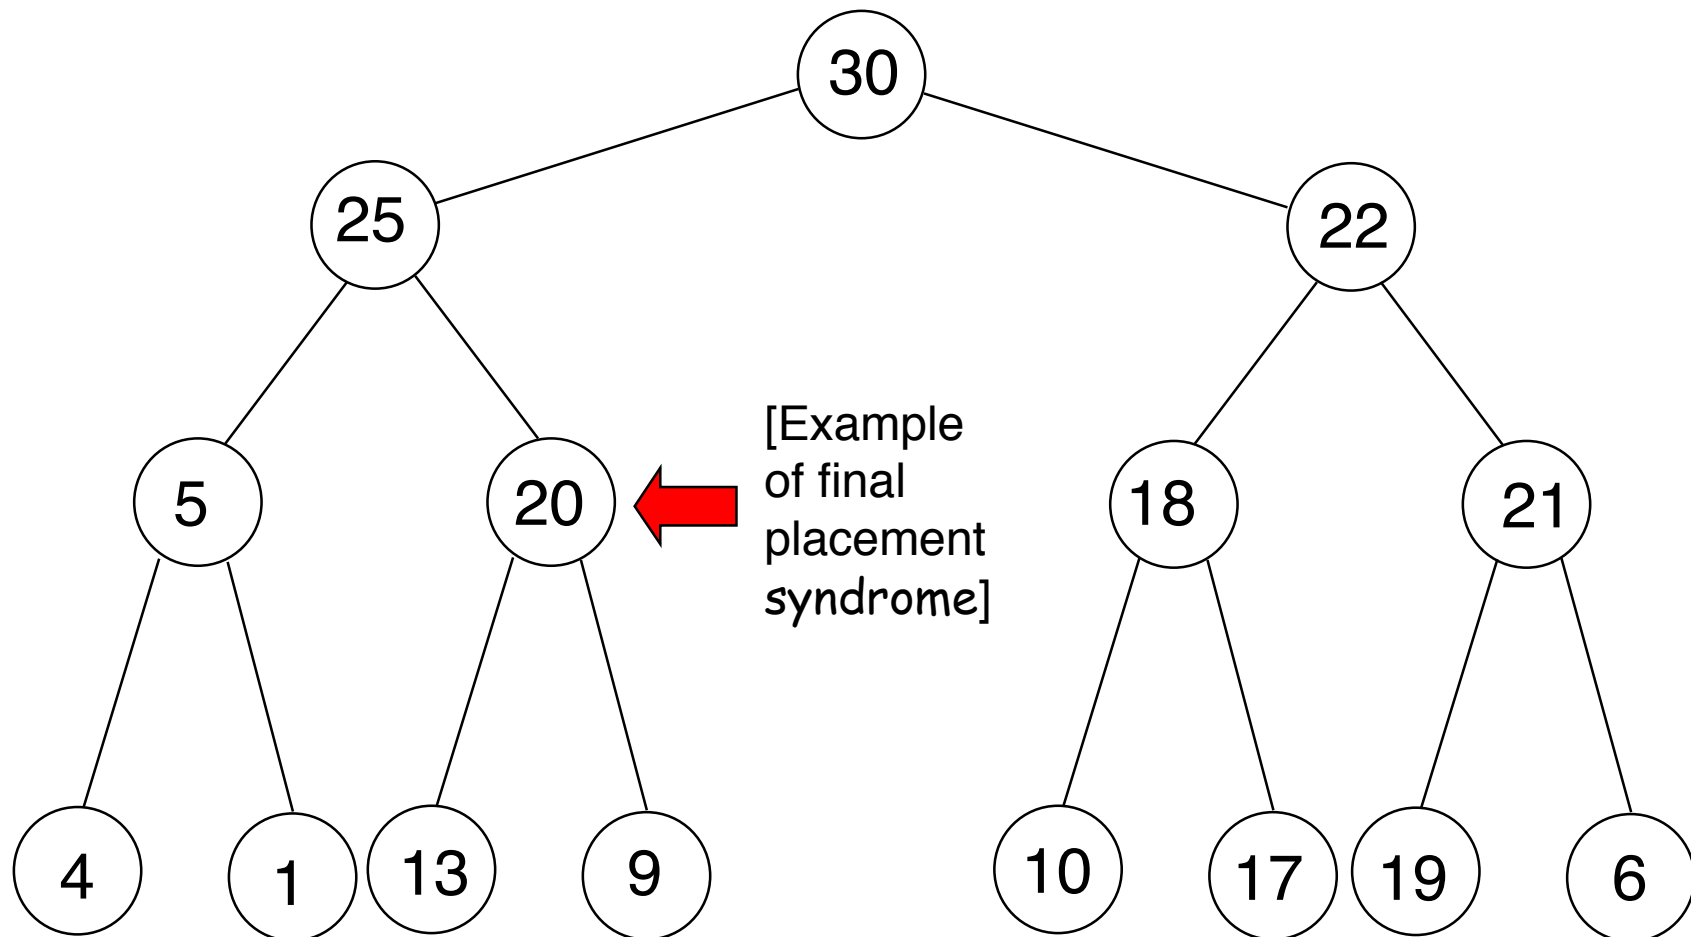 30
25 22
5 20 18 21
[Example
of final
placement
syndrome]
4 1 13 9 10 17 19 6